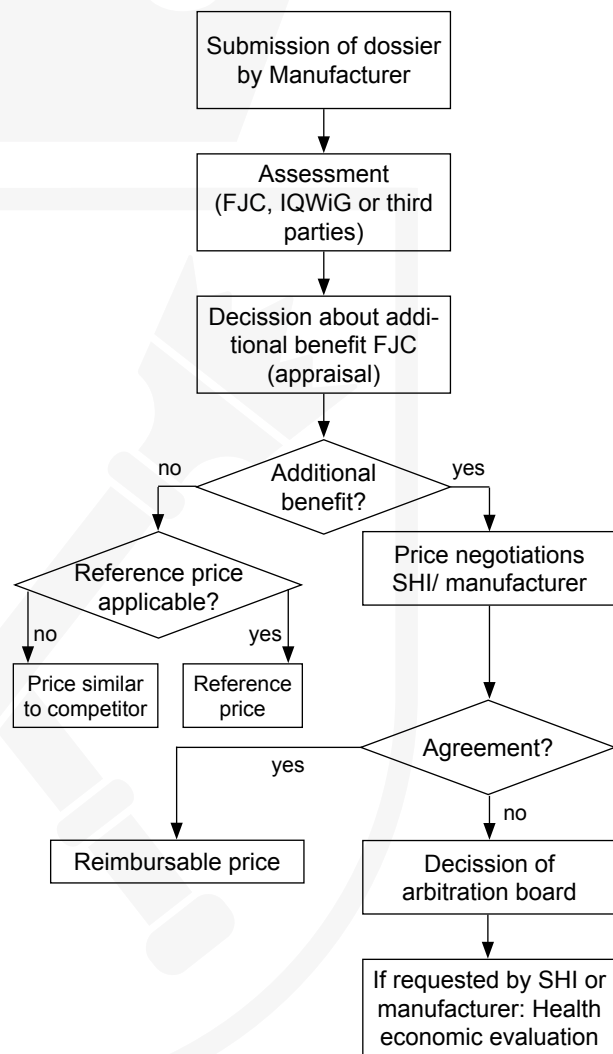 Submission of dossier
by Manufacturer
Assessment
(FJC, IQWiG or third
parties)
Decission about addi-
tional benefit FJC
(appraisal)
no
Additional
benefit?
yes
Reference price
applicable?
Price negotiations
SHI/ manufacturer
no
yes
Price similar
to competitor
Reference
price
Agreement?
yes
no
Reimbursable price
Decission of
arbitration board
If requested by SHI or
manufacturer: Health
economic evaluation